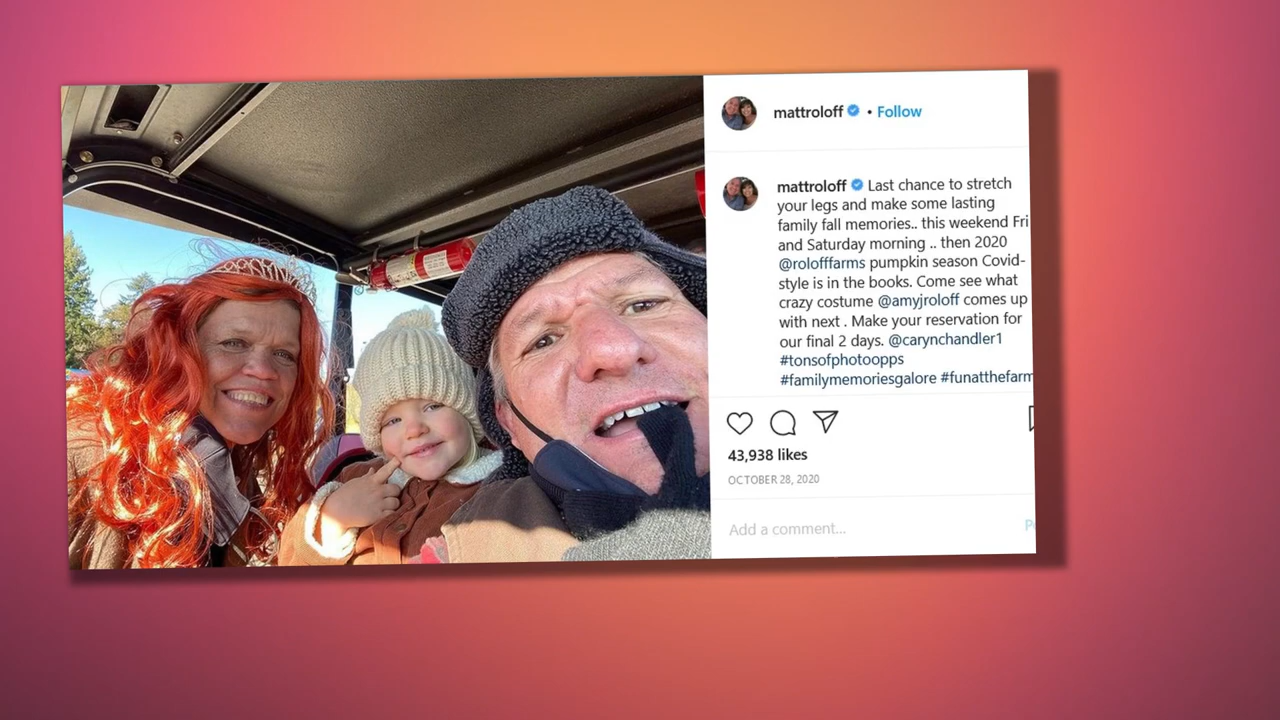 mattroloff • Follow
mattroloff Last chance to stretch
your legs and make some lasting
family fall memories.. this weekend Fri
and Saturday morning .. then 2020
@rolofffarms pumpkin season Covid-
style is in the books. Come see what
crazy costume @amyjroloff comes up
with next . Make your reservation for
our final 2 days. @carynchandler1
#tonsofphotoopps
#familymemoriesgalore #funatthefarm
43,938 likes
OCTOBER 28, 2020
Add a comment...